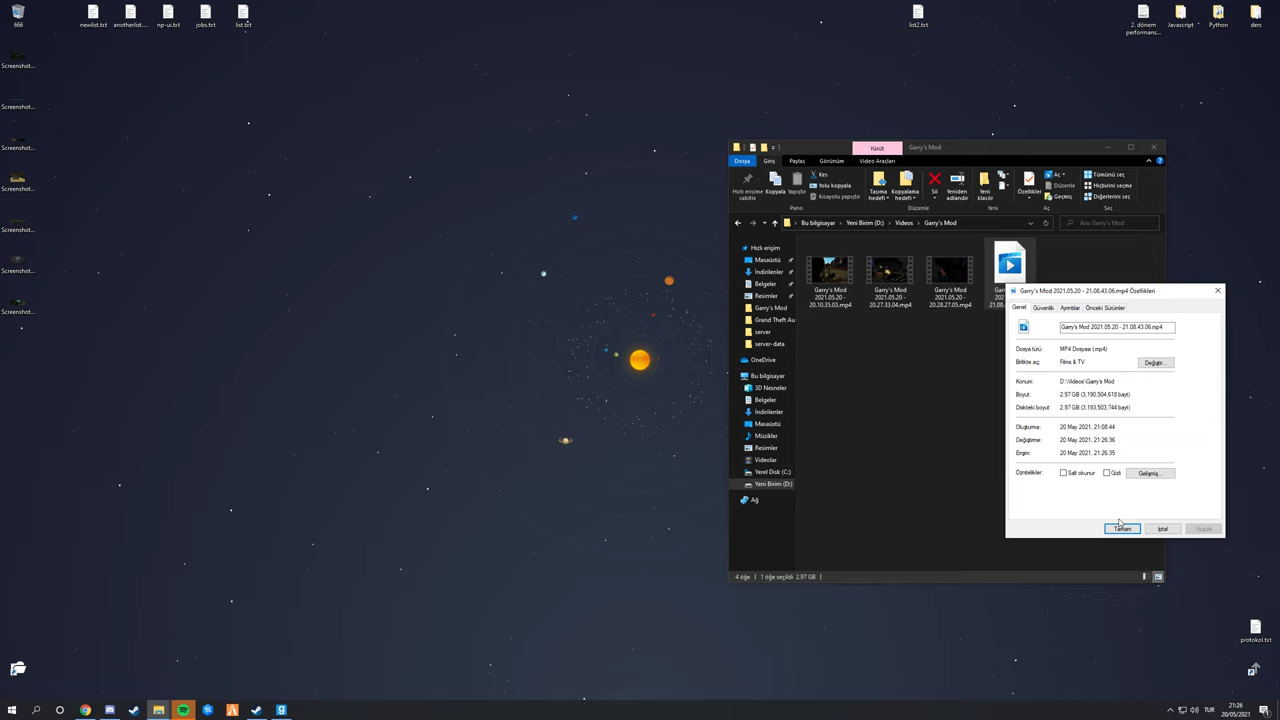 666
newlist.txt
anotherlist....
np-ui.txt
jobs.txt
list.txt
list2.txt
2. dönem
performans...
Javascript
Python
ders
Screenshot...
Screenshot...
Screenshot...
Screenshot...
Screenshot...
Screenshot...
Screenshot...
Yürüt
Garry's Mod
Dosya
Giriş
Paylaş
Görünüm
Video Araçları
Hızlı erişime
sabitle
Kopyala
Yapıştır
Kes
Yolu kopyala
Kısayolu yapıştır
Pano
Taşıma
hedefi
Kopyalama
hedefi
Sil
Yeniden
adlandır
Düzenle
Yeni
klasör
Yeni
Özellikler
Aç
Düzenle
Geçmiş
Aç
Tümünü seç
Hiçbirini seçme
Diğerlerini seç
Seç
Bu bilgisayar
Yeni Birim (D:)
Videos
Garry's Mod
Ara: Garry's Mod
Hızlı erişim
Masaüstü
İndirilenler
Belgeler
Resimler
Garry's Mod
Grand Theft Au
server
server-data
OneDrive
Bu bilgisayar
3D Nesneler
Belgeler
İndirilenler
Masaüstü
Müzikler
Resimler
Videolar
Yerel Disk (C:)
Yeni Birim (D:)
Ağ
Garry's Mod
2021.05.20 -
20.10.35.03.mp4
Garry's Mod
2021.05.20 -
20.27.33.04.mp4
Garry's Mod
2021.05.20 -
20.28.27.05.mp4
Garry's Mod 2021.05.20 - 21.08.43.06.mp4 Özellikleri
Genel
Güvenlik
Ayrıntılar
Önceki Sürümler
Garry's Mod 2021.05.20 - 21.08.43.06.mp4
Dosya türü: MP4 Dosyası (.mp4)
Birlikte aç: Films & TV
Değiştir...
Konum: D:\Videos\Garry's Mod
Boyut: 2.97 GB (3,190,504,618 bayt)
Diskteki boyut: 2.97 GB (3,193,503,744 bayt)
Oluşturma: 20 May 2021, 21:08:44
Değiştirme: 20 May 2021, 21:26:36
Erişim: 20 May 2021, 21:26:35
Öznitelikler:
Salt okunur
Gizli
Gelişmiş...
Tamam
İptal
Uygula
4 öğe
1 öğe seçildi 2,97 GB
protokol.txt
TUR
21:26
20/05/2021